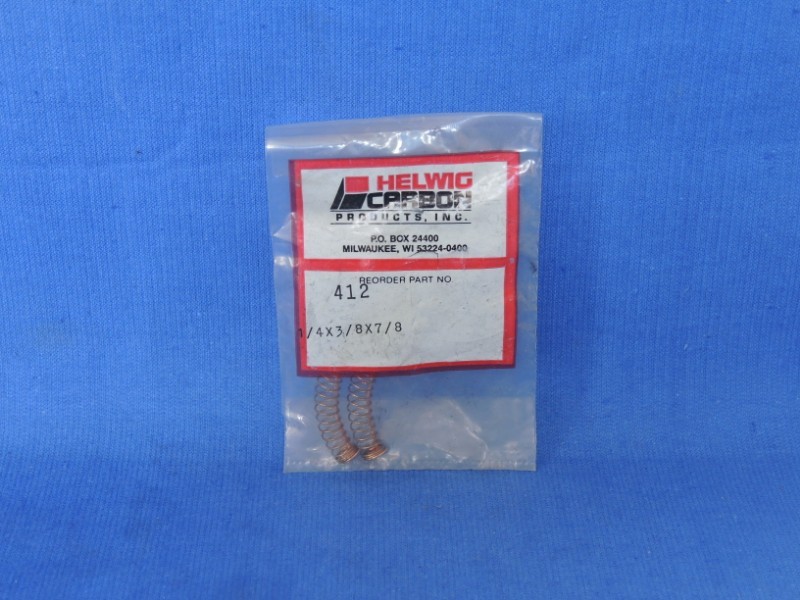 HELWIG
CARBON
PRODUCTS, INC.
P.O. BOX 24400
MILWAUKEE, WI 53224-0400
REORDER PART NO
412
1/4X3/8X7/8